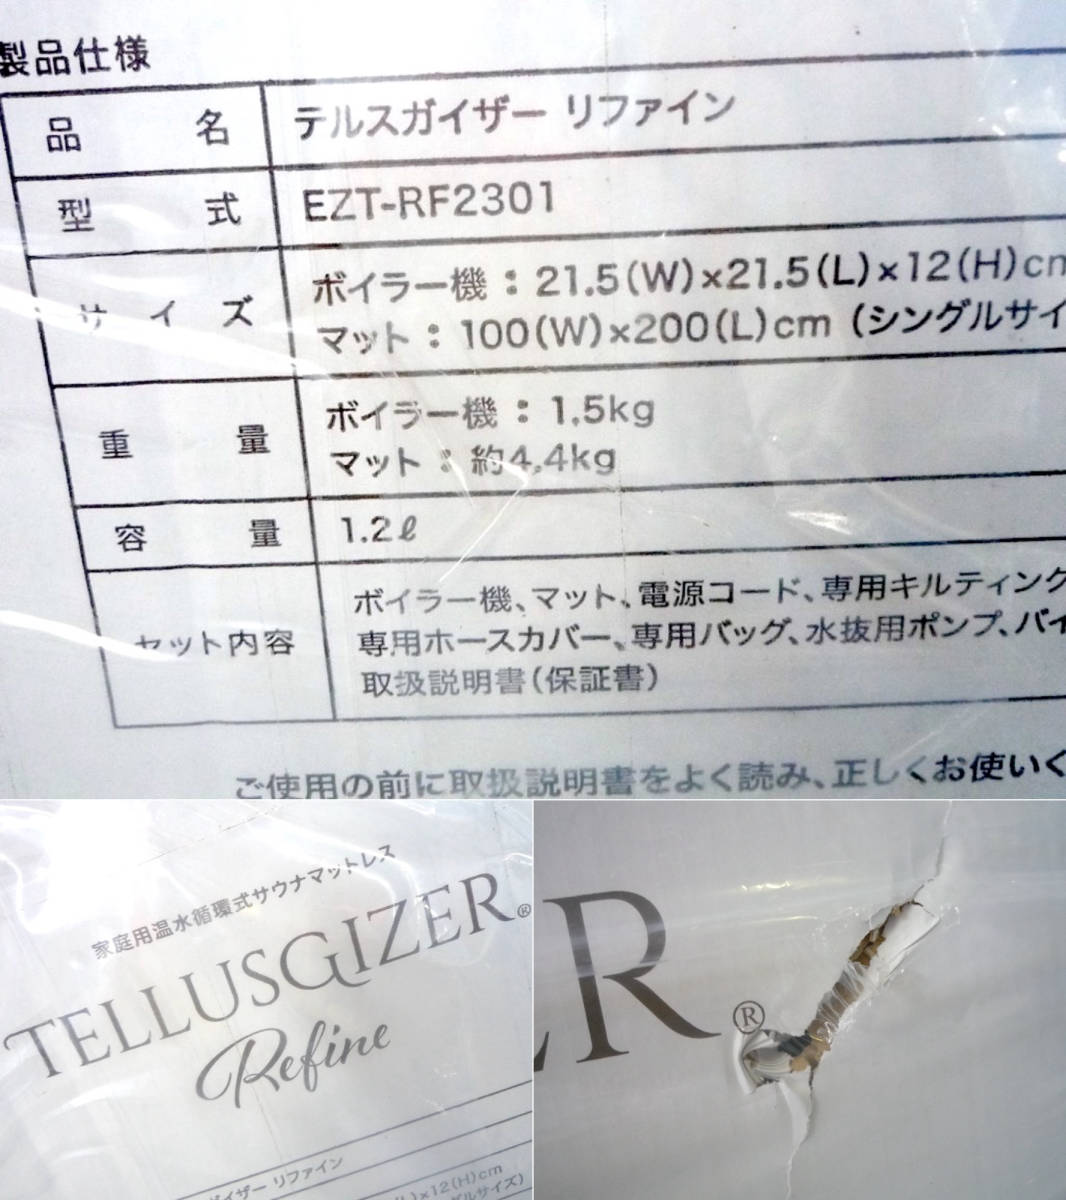 製品仕様
品名 テルスガイザー リファイン
型式 EZT-RF2301
サイズ ボイラー機：21.5(W)×21.5(L)×12(H)cm
マット：100(W)×200(L)cm (シングルサイ
重量 ボイラー機：1.5kg
マット：約4.4kg
容量 1.2ℓ
セット内容 ボイラー機、マット、電源コード、専用キルティング
専用ホースカバー、専用バッグ、水抜用ポンプ、バイ
取扱説明書(保証書)
ご使用の前に取扱説明書をよく読み、正しくお使いく
家庭用温水循環式サウナマットレス
TELLUSGIZER®
Refine
ガイザー リファイン
(L)×12(H)cm
グルサイズ)
R®